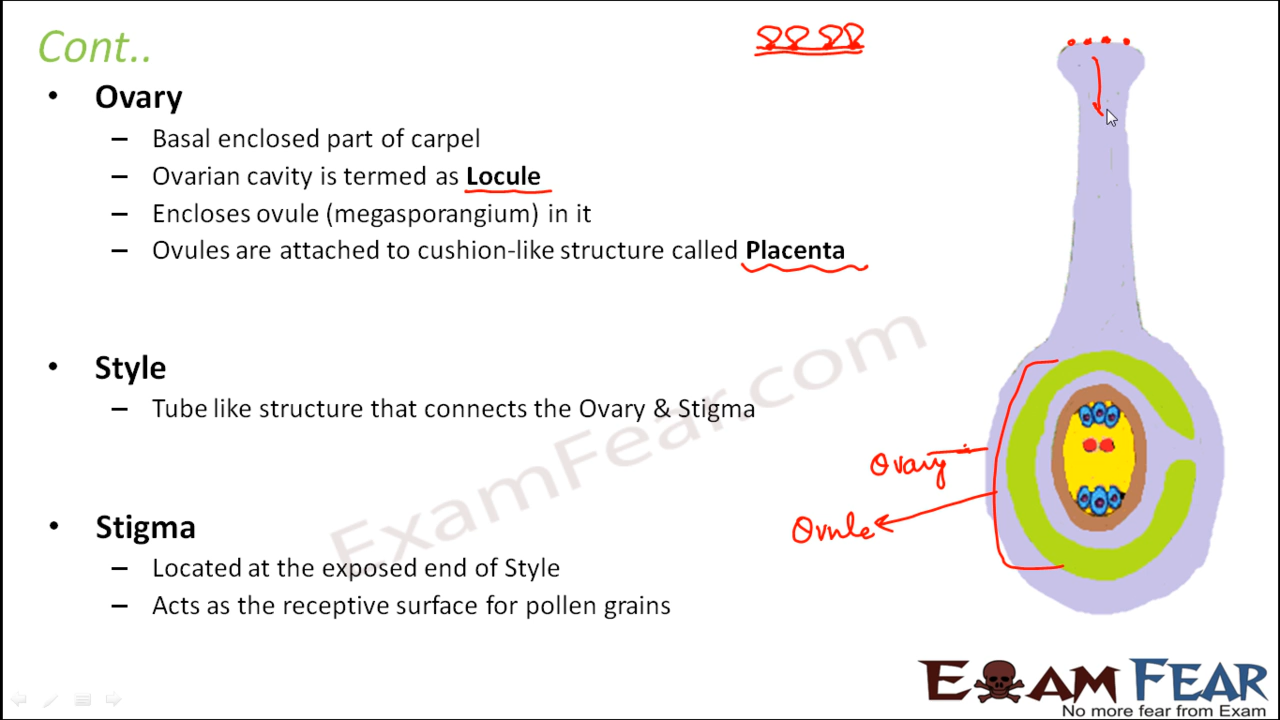 Cont..
• Ovary
– Basal enclosed part of carpel
– Ovarian cavity is termed as Locule
– Encloses ovule (megasporangium) in it
– Ovules are attached to cushion-like structure called Placenta
• Style
– Tube like structure that connects the Ovary & Stigma
• Stigma
– Located at the exposed end of Style
– Acts as the receptive surface for pollen grains
Ovary
Ovule
ExamFear.com
EXAM FEAR
No more fear from Exam